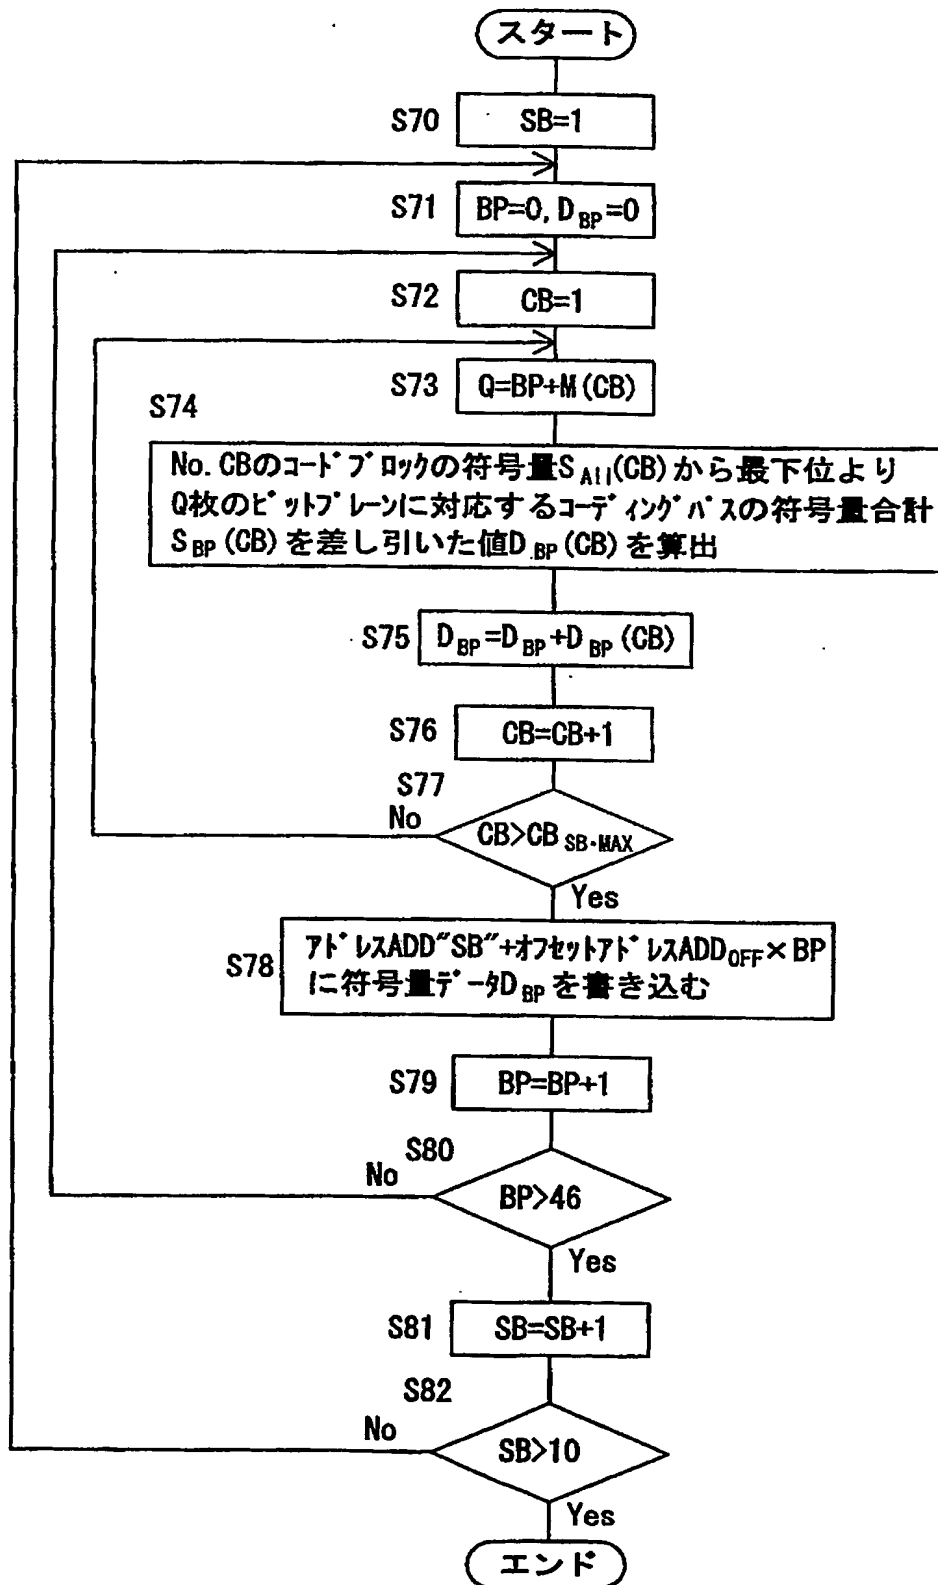 スタート
S70
SB=1
S71
BP=0, D_BP=0
S72
CB=1
S73
Q=BP+M(CB)
S74
No.CBのコードブロックの符号量S_All(CB)から最下位より
Q枚のビットプレーンに対応するコーディングパスの符号量合計
S_BP(CB)を差し引いた値D_BP(CB)を算出
S75
D_BP=D_BP+D_BP(CB)
S76
CB=CB+1
S77
No
CB>CB_SB・MAX
Yes
S78
アドレスADD"SB"+オフセットアドレスADD_OFF×BP
に符号量データD_BPを書き込む
S79
BP=BP+1
S80
No
BP>46
Yes
S81
SB=SB+1
S82
No
SB>10
Yes
エンド